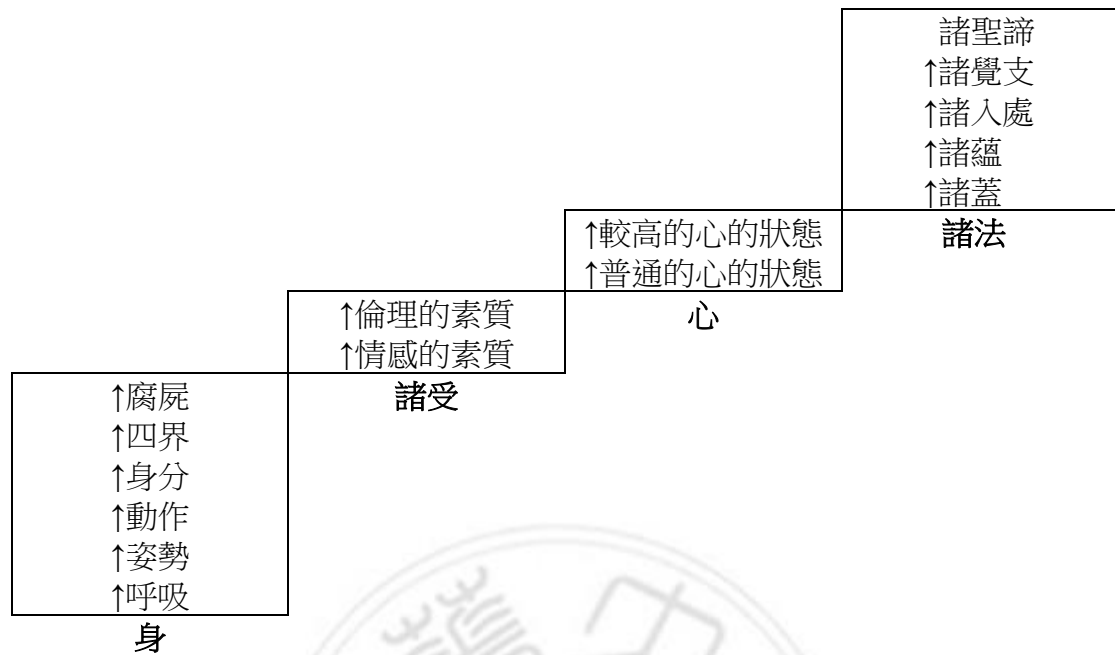 諸聖諦
↑諸覺支
↑諸入處
↑諸蘊
↑諸蓋
諸法
↑較高的心的狀態
↑普通的心的狀態
心
↑倫理的素質
↑情感的素質
諸受
↑腐屍
↑四界
↑身分
↑動作
↑姿勢
↑呼吸
身